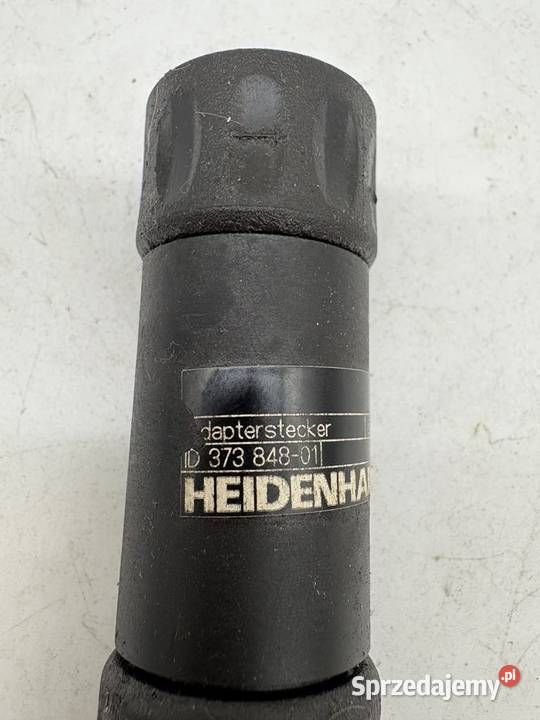 dapterstecker
ID 373 848-01
HEIDENHA
Sprzedajemy.pl